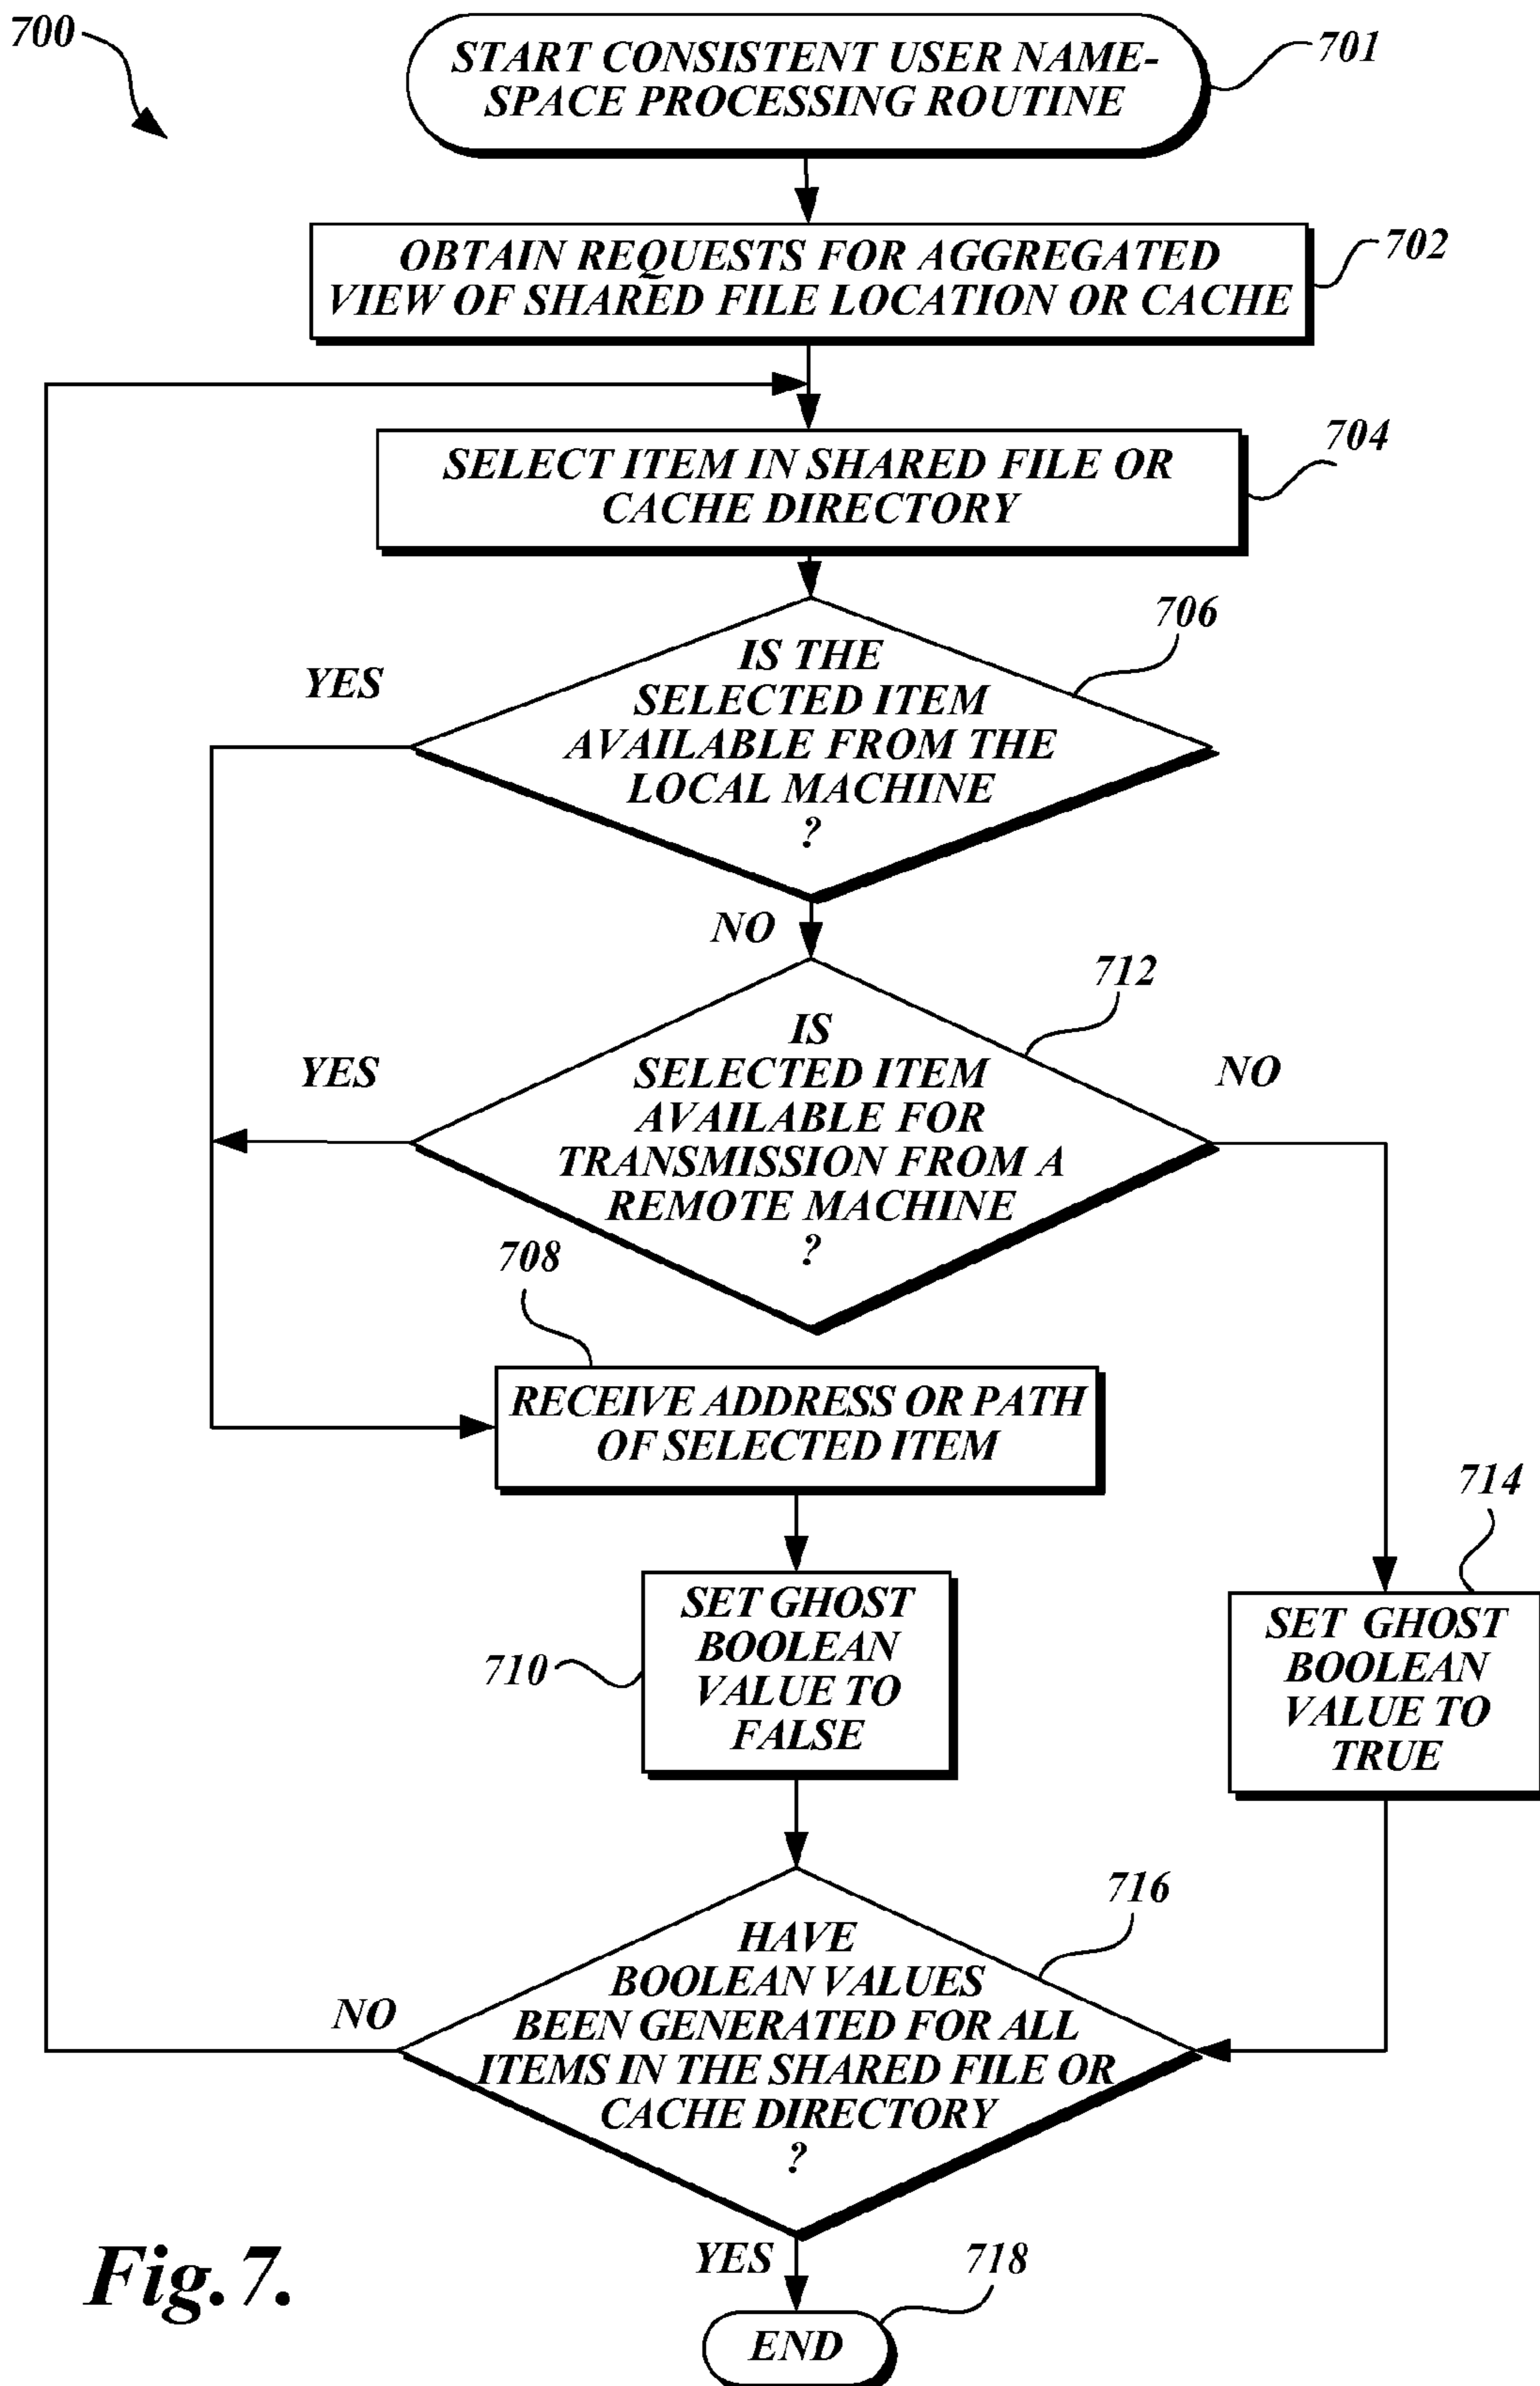 700
START CONSISTENT USER NAME-
SPACE PROCESSING ROUTINE
701
OBTAIN REQUESTS FOR AGGREGATED
VIEW OF SHARED FILE LOCATION OR CACHE
702
SELECT ITEM IN SHARED FILE OR
CACHE DIRECTORY
704
706
IS THE
SELECTED ITEM
AVAILABLE FROM THE
LOCAL MACHINE
?
YES
NO
712
IS
SELECTED ITEM
AVAILABLE FOR
TRANSMISSION FROM A
REMOTE MACHINE
?
YES
NO
708
RECEIVE ADDRESS OR PATH
OF SELECTED ITEM
714
SET GHOST
BOOLEAN
VALUE TO
FALSE
710
SET GHOST
BOOLEAN
VALUE TO
TRUE
716
HAVE
BOOLEAN VALUES
BEEN GENERATED FOR ALL
ITEMS IN THE SHARED FILE OR
CACHE DIRECTORY
?
NO
YES
718
END
Fig.7.